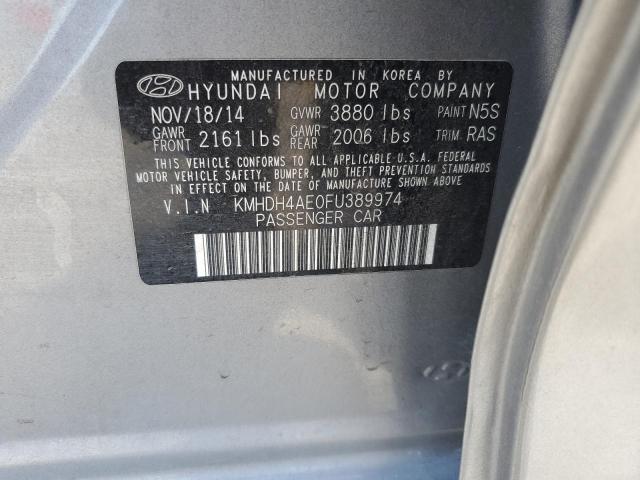 MANUFACTURED IN KOREA BY
HYUNDAI MOTOR COMPANY
NOV/18/14 GVWR 3880 lbs PAINT N5S
GAWR FRONT 2161 lbs GAWR REAR 2006 lbs TRIM RAS
THIS VEHICLE CONFORMS TO ALL APPLICABLE U.S.A. FEDERAL
MOTOR VEHICLE SAFETY, BUMPER, AND THEFT PREVENTION STANDARDS
IN EFFECT ON THE DATE OF MANUFACTURE SHOWN ABOVE.
V.I.N KMHDH4AE0FU389974
PASSENGER CAR